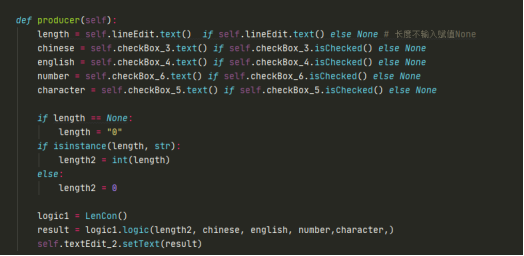 def producer(self):
length = self.lineEdit.text()  if self.lineEdit.text() else None # 长度不输入赋值None
chinese = self.checkBox_3.text() if self.checkBox_3.isChecked() else None
english = self.checkBox_4.text() if self.checkBox_4.isChecked() else None
number = self.checkBox_6.text() if self.checkBox_6.isChecked() else None
character = self.checkBox_5.text() if self.checkBox_5.isChecked() else None
if length == None:
length = "0"
if isinstance(length, str):
length2 = int(length)
else:
length2 = 0
logic1 = LenCon()
result = logic1.logic(length2, chinese, english, number,character,)
self.textEdit_2.setText(result)